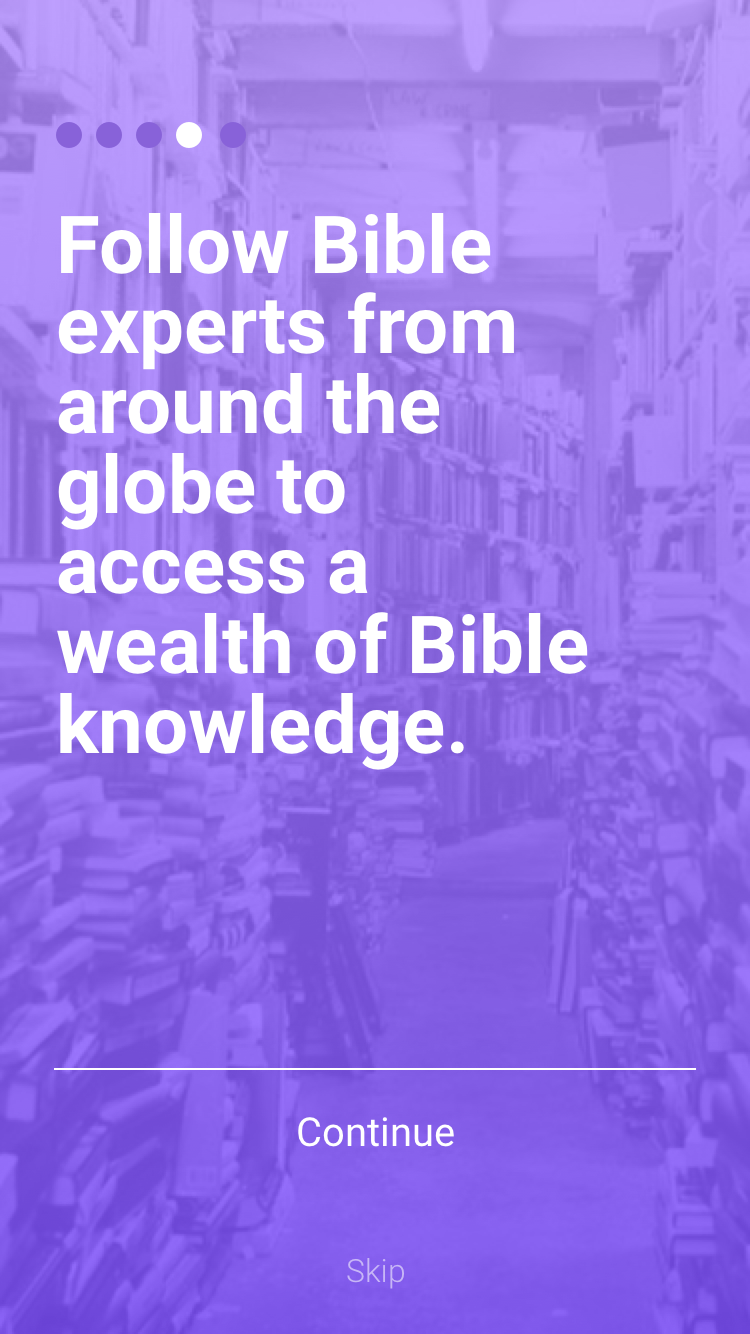 Follow Bible
experts from
around the
globe to
access a
wealth of Bible
knowledge.
Continue
Skip